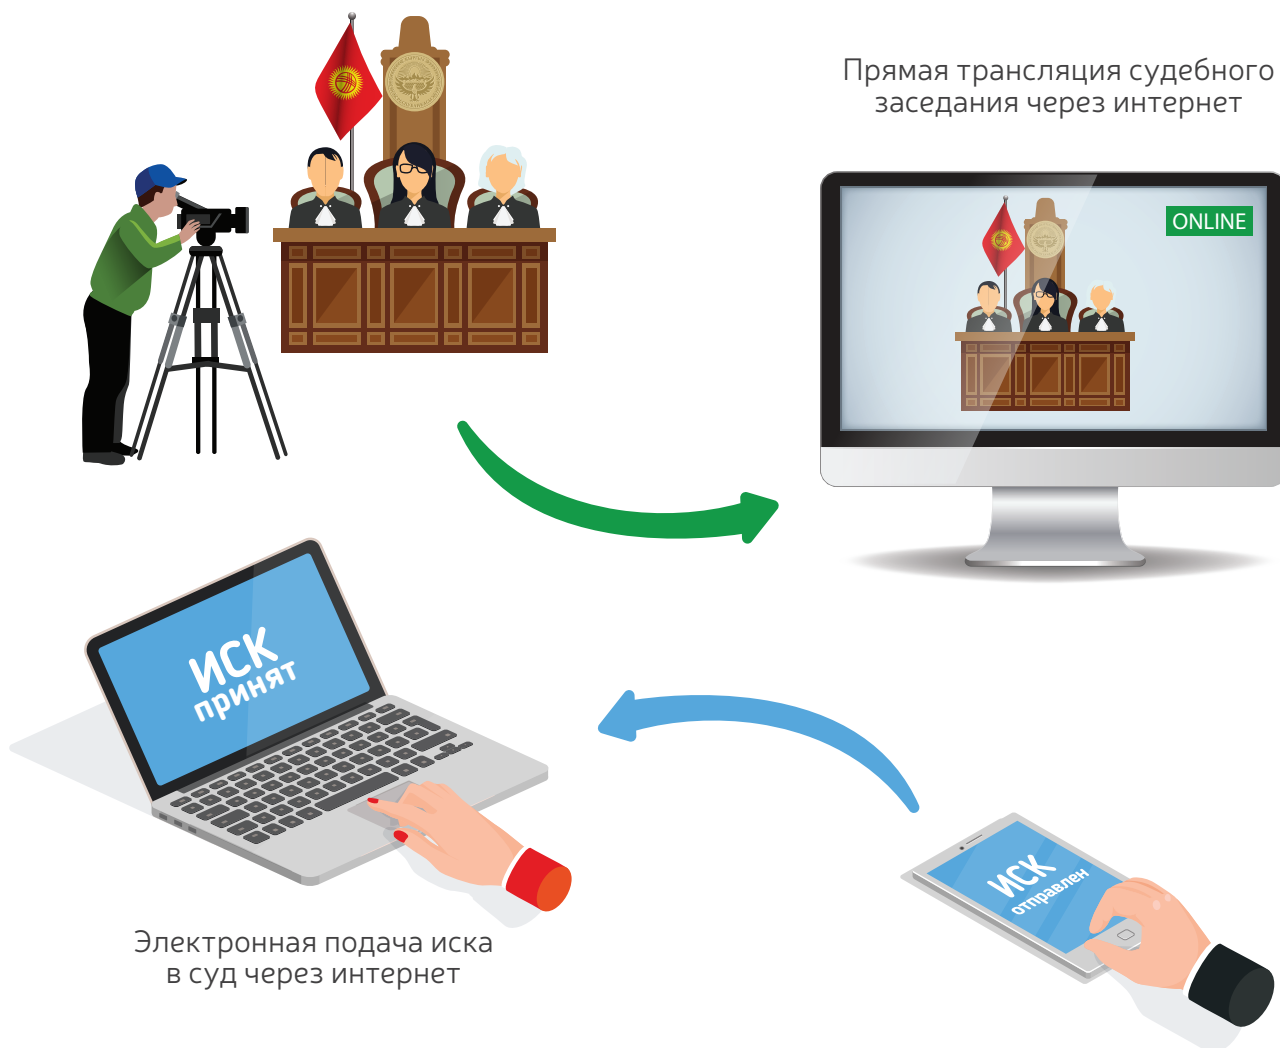 Прямая трансляция судебного
заседания через интернет
ONLINE
ИСК
принят
ИСК
отправлен
Электронная подача иска
в суд через интернет